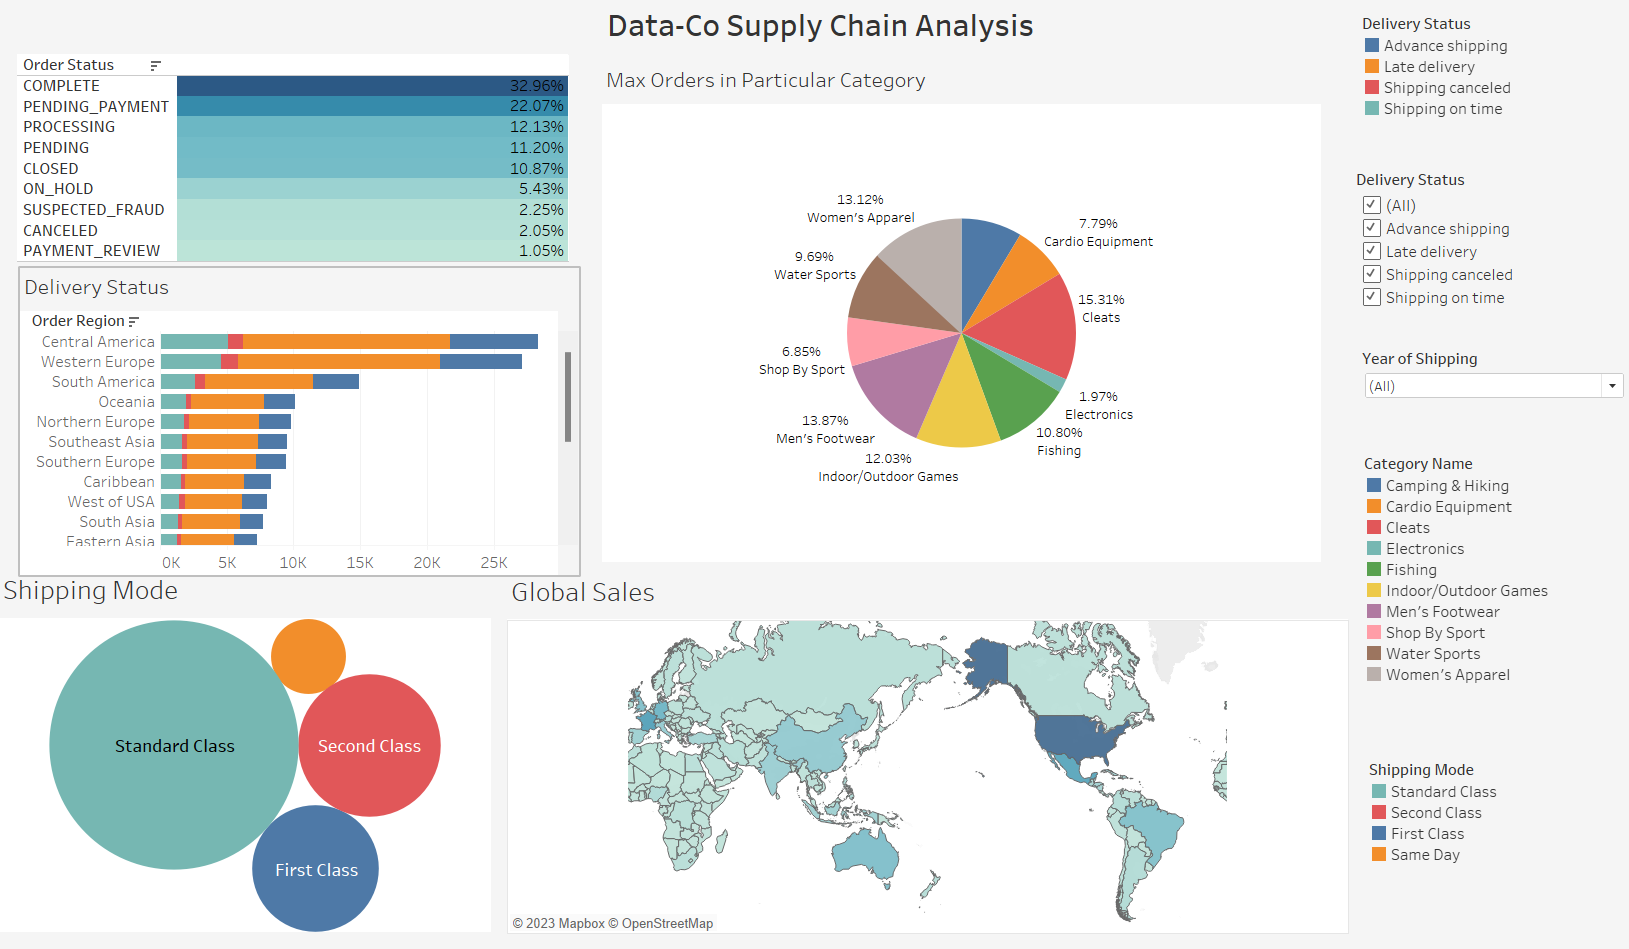 Data-Co Supply Chain Analysis
Order Status
COMPLETE 32.96%
PENDING_PAYMENT 22.07%
PROCESSING 12.13%
PENDING 11.20%
CLOSED 10.87%
ON_HOLD 5.43%
SUSPECTED_FRAUD 2.25%
CANCELED 2.05%
PAYMENT_REVIEW 1.05%
Delivery Status
Order Region
Central America
Western Europe
South America
Oceania
Northern Europe
Southeast Asia
Southern Europe
Caribbean
West of USA
South Asia
Eastern Asia
0K 5K 10K 15K 20K 25K
Max Orders in Particular Category
13.12%
Women's Apparel
7.79%
Cardio Equipment
9.69%
Water Sports
15.31%
Cleats
6.85%
Shop By Sport
1.97%
Electronics
13.87%
Men's Footwear
10.80%
Fishing
12.03%
Indoor/Outdoor Games
Shipping Mode
Standard Class
Second Class
First Class
Global Sales
© 2023 Mapbox © OpenStreetMap
Delivery Status
Advance shipping
Late delivery
Shipping canceled
Shipping on time
Delivery Status
(All)
Advance shipping
Late delivery
Shipping canceled
Shipping on time
Year of Shipping
(All)
Category Name
Camping & Hiking
Cardio Equipment
Cleats
Electronics
Fishing
Indoor/Outdoor Games
Men's Footwear
Shop By Sport
Water Sports
Women's Apparel
Shipping Mode
Standard Class
Second Class
First Class
Same Day